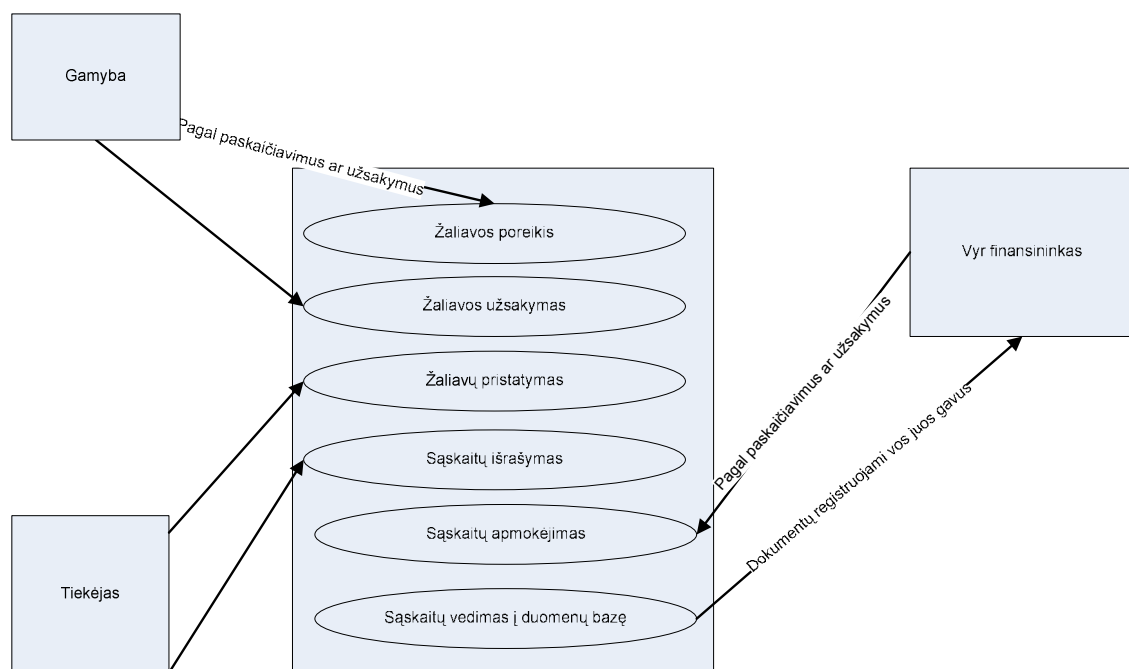 Gamyba
Pagal paskaičiavimus ar užsakymus
Žaliavos poreikis
Vyr finansininkas
Žaliavos užsakymas
Žaliavų pristatymas
Pagal paskaičiavimus ar užsakymus
Sąskaitų išrašymas
Dokumentų registruojami vos juos gavus
Sąskaitų apmokėjimas
Tiekėjas
Sąskaitų vedimas į duomenų bazę